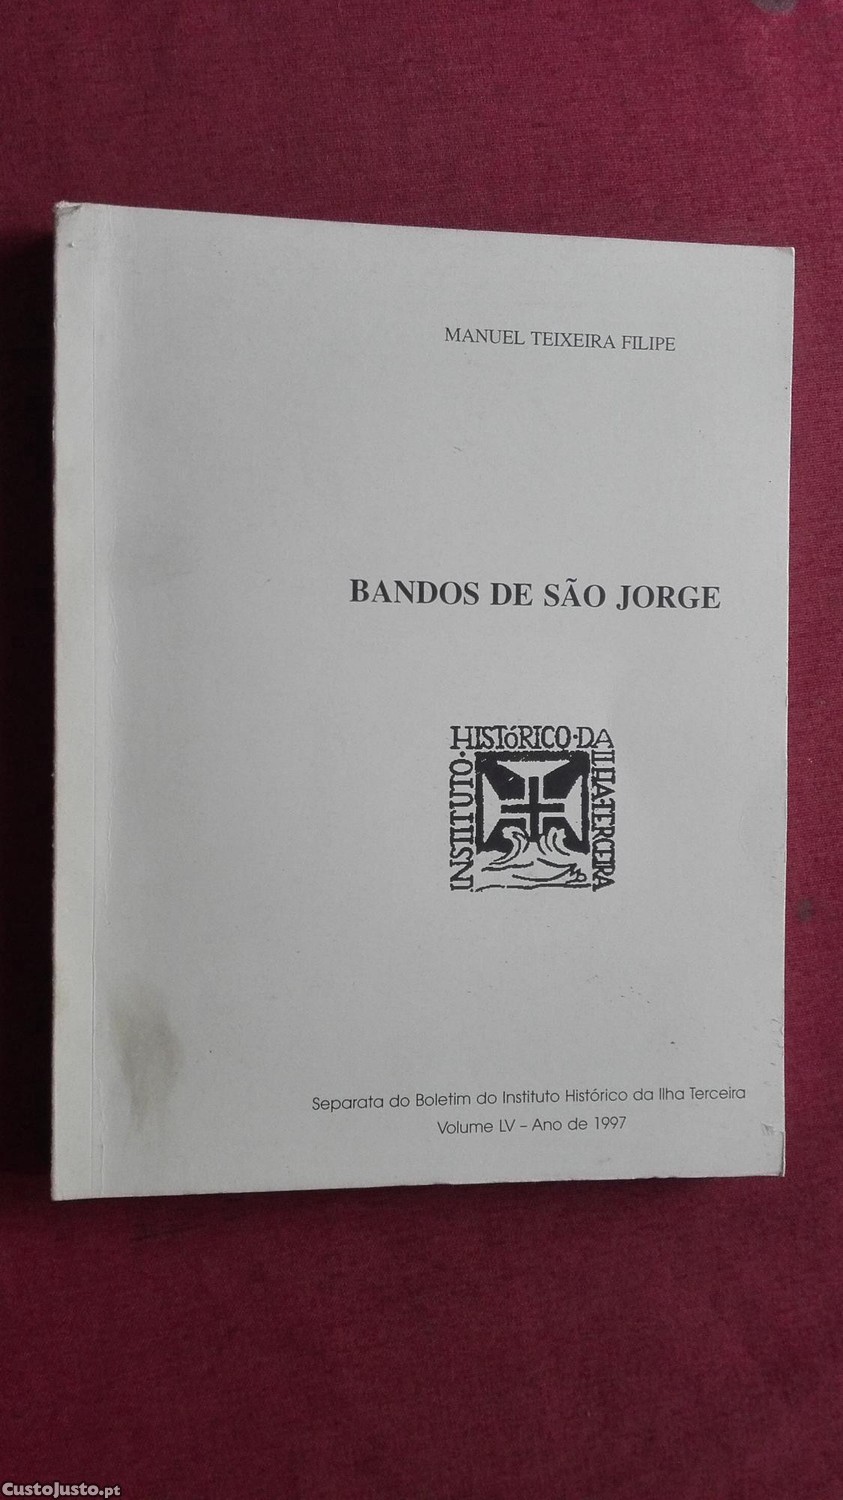 MANUEL TEIXEIRA FILIPE
BANDOS DE SÃO JORGE
INSTITUTO·
HISTÓRICO·DA
ILHA TERCEIRA
Separata do Boletim do Instituto Histórico da Ilha Terceira
Volume LV – Ano de 1997
CustoJusto.pt